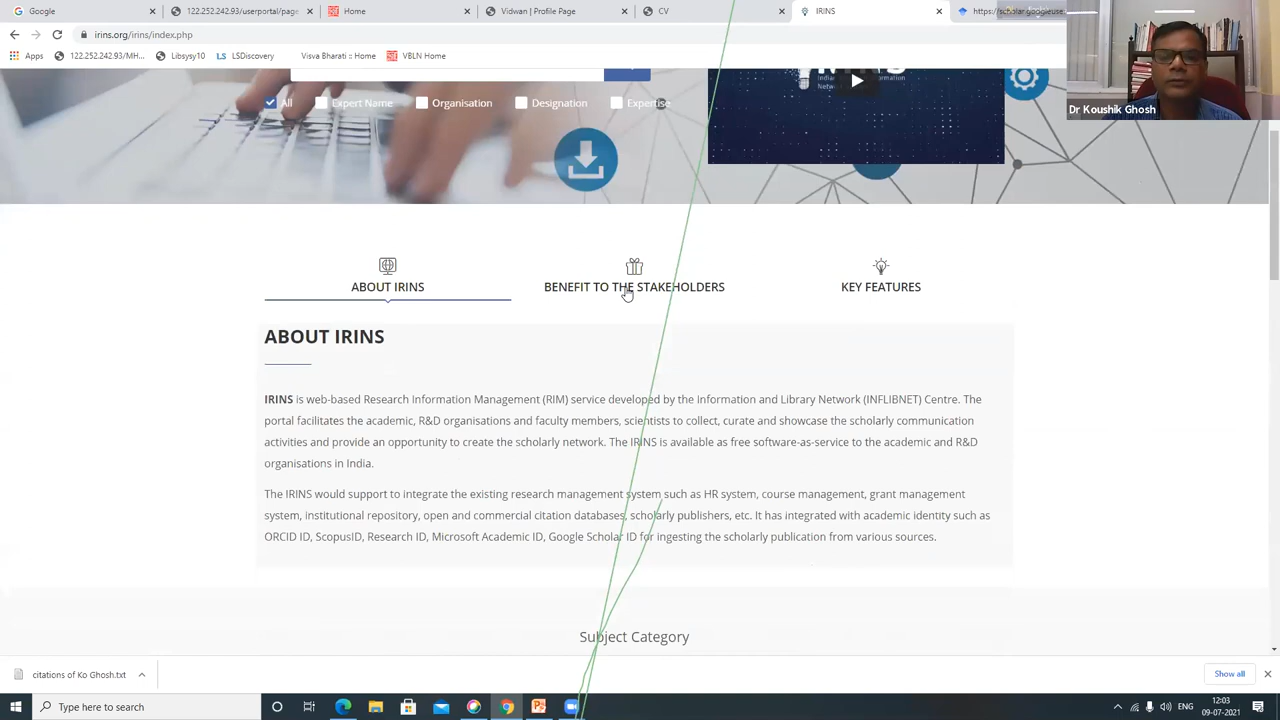 Google
122.252.242.93/userportal/page
Home
Vidwan | Profile Page
CV
IRINS
https://scholar.googleuse
irins.org/irins/index.php
Apps
122.252.242.93/MH...
Libsysy10
LS LSDiscovery
Visva Bharati :: Home
VBLN Home
Dr Koushik Ghosh
All
Expert Name
Organisation
Designation
Expertise
ABOUT IRINS
BENEFIT TO THE STAKEHOLDERS
KEY FEATURES
ABOUT IRINS
IRINS is web-based Research Information Management (RIM) service developed by the Information and Library Network (INFLIBNET) Centre. The
portal facilitates the academic, R&D organisations and faculty members, scientists to collect, curate and showcase the scholarly communication
activities and provide an opportunity to create the scholarly network. The IRINS is available as free software-as-service to the academic and R&D
organisations in India.
The IRINS would support to integrate the existing research management system such as HR system, course management, grant management
system, institutional repository, open and commercial citation databases, scholarly publishers, etc. It has integrated with academic identity such as
ORCID ID, ScopusID, Research ID, Microsoft Academic ID, Google Scholar ID for ingesting the scholarly publication from various sources.
Subject Category
citations of Ko Ghosh.txt
Show all
Type here to search
ENG
12:03
09-07-2021